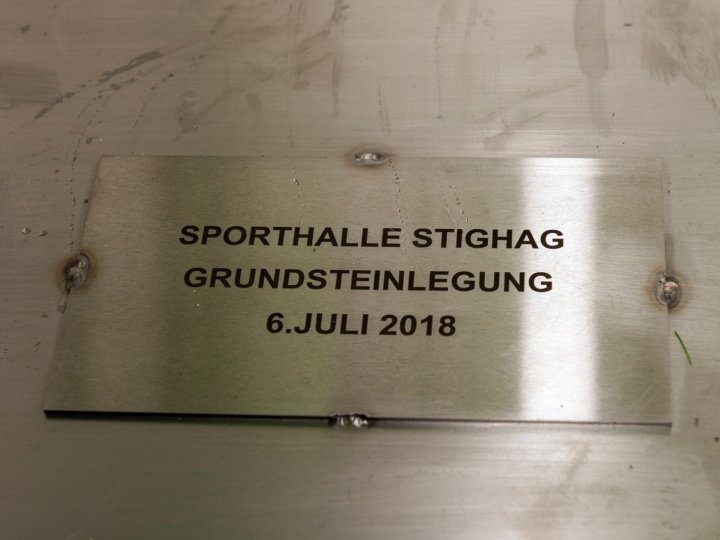 SPORTHALLE STIGHAG
GRUNDSTEINLEGUNG
6.JULI 2018